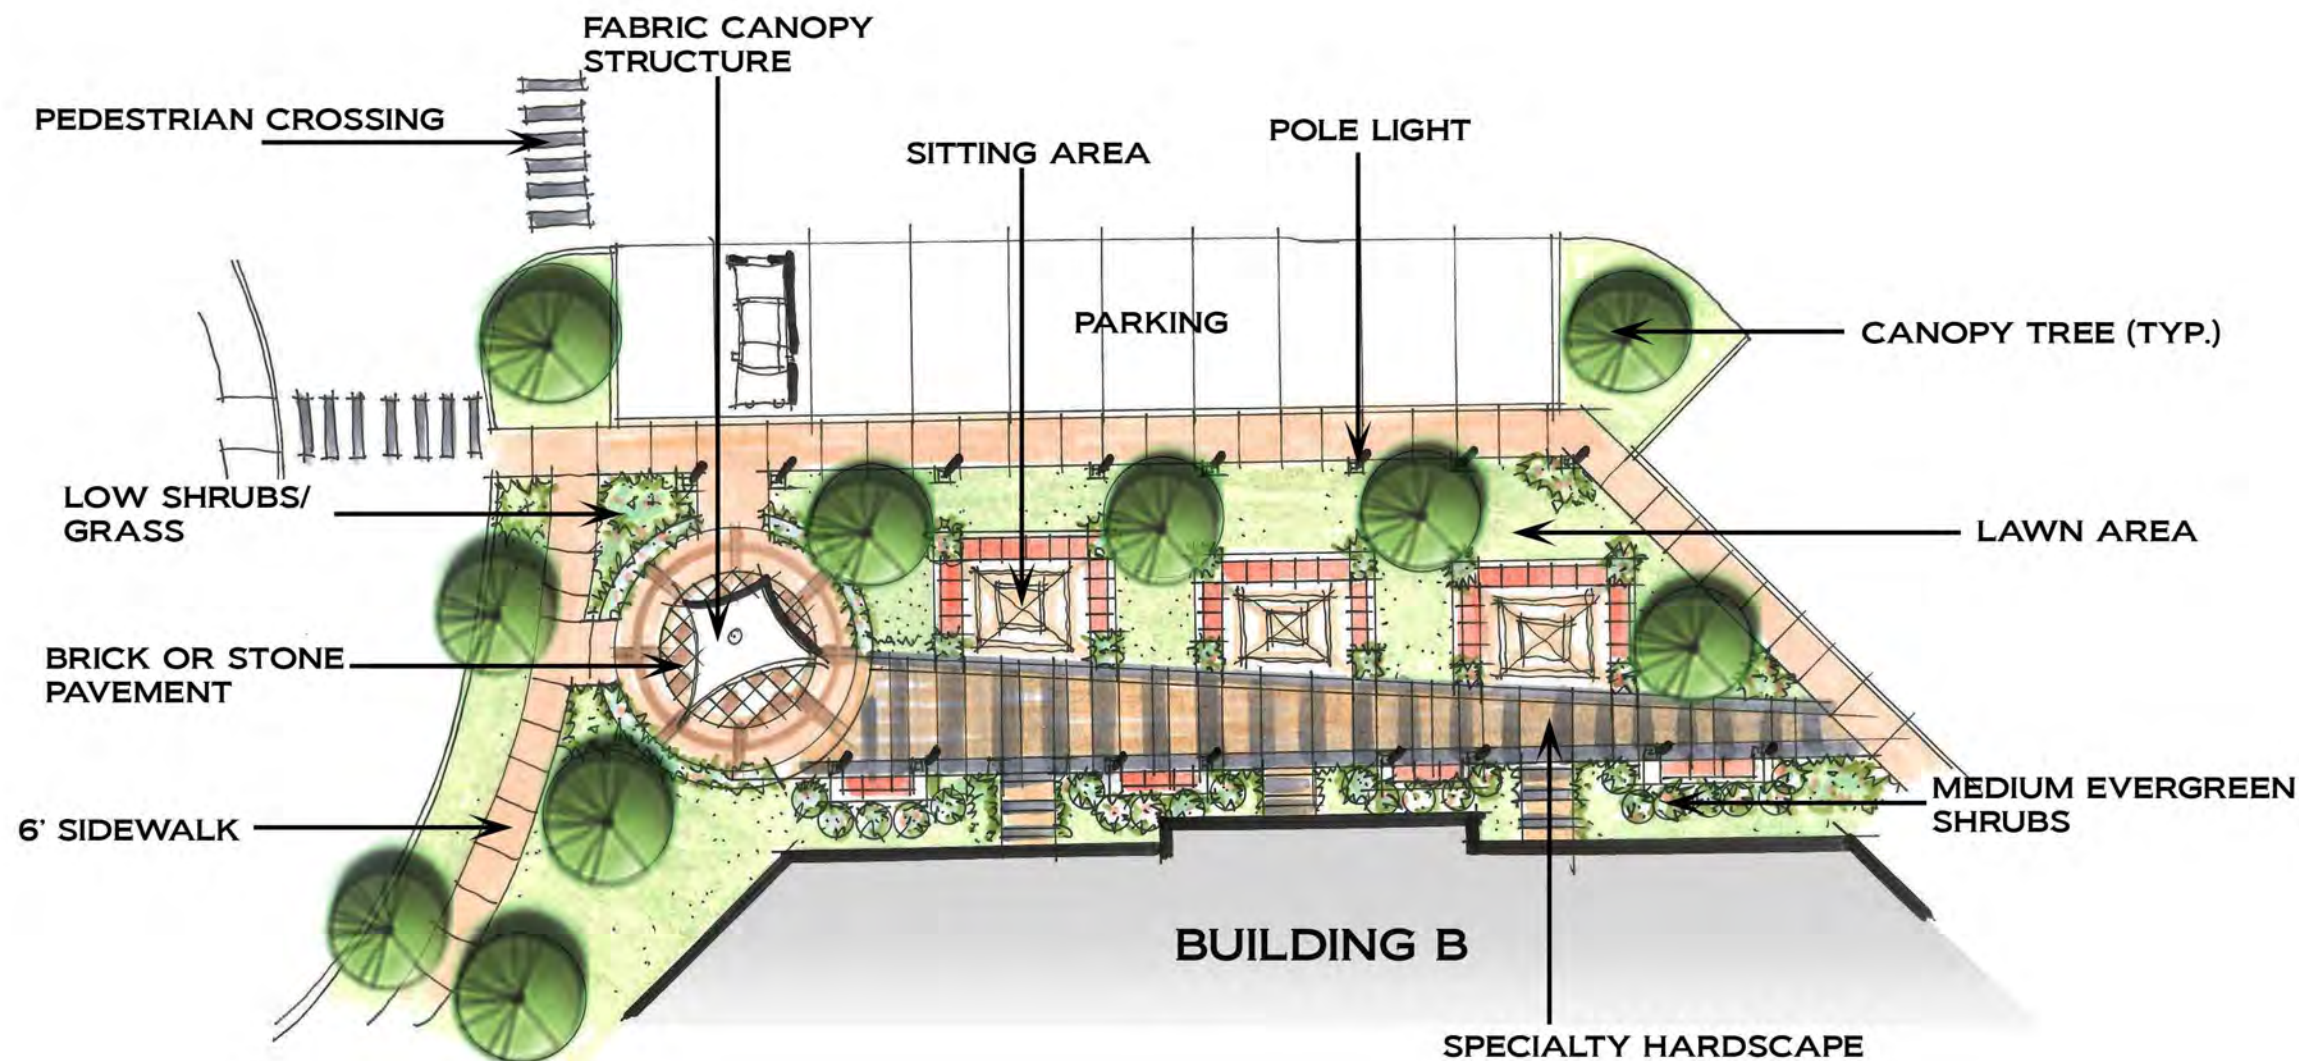 FABRIC CANOPY
STRUCTURE
PEDESTRIAN CROSSING
SITTING AREA
POLE LIGHT
PARKING
CANOPY TREE (TYP.)
LOW SHRUBS/
GRASS
LAWN AREA
BRICK OR STONE
PAVEMENT
6' SIDEWALK
MEDIUM EVERGREEN
SHRUBS
BUILDING B
SPECIALTY HARDSCAPE